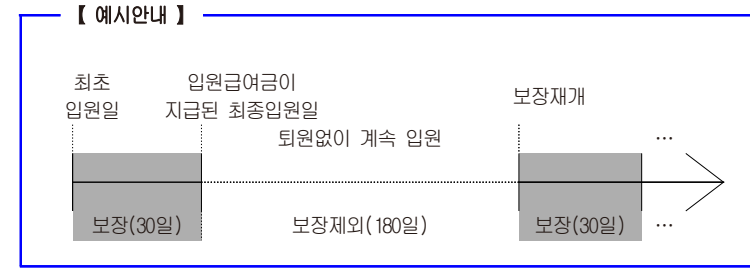 【 예시안내 】
최초
입원일
입원급여금이
지급된 최종입원일
보장재개
퇴원없이 계속 입원
…
보장(30일)
보장제외(180일)
보장(30일)
…